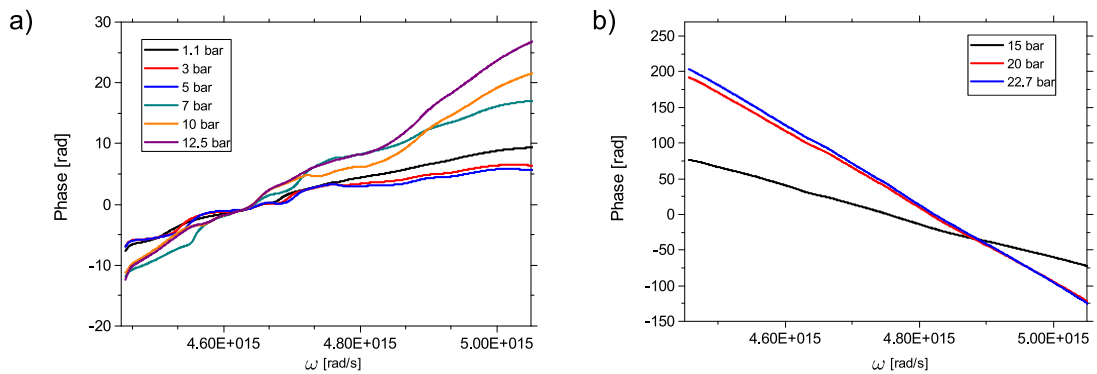 a)
Phase [rad]
30
20
10
0
-10
-20
1.1 bar
3 bar
5 bar
7 bar
10 bar
12.5 bar
4.60E+015
4.80E+015
5.00E+015
ω [rad/s]
b)
Phase [rad]
250
200
150
100
50
0
-50
-100
-150
15 bar
20 bar
22.7 bar
4.60E+015
4.80E+015
5.00E+015
ω [rad/s]